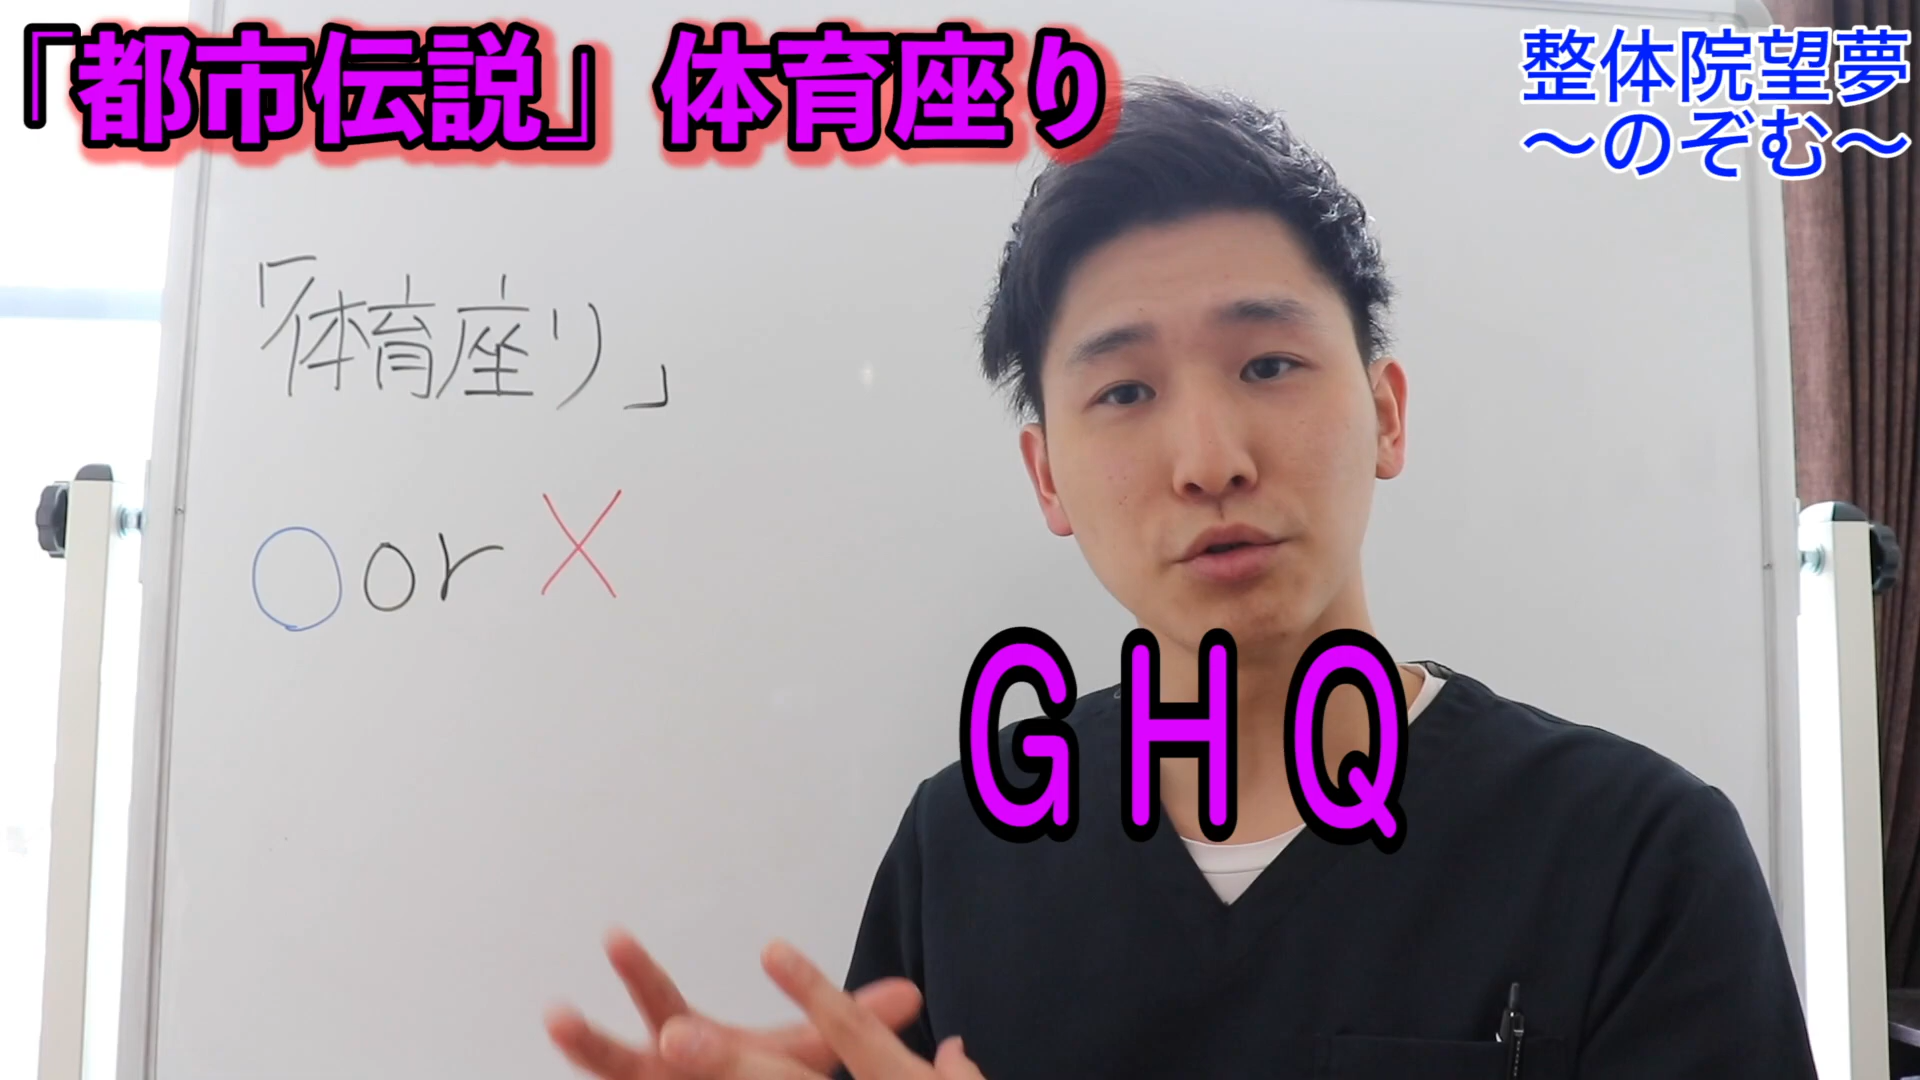 「都市伝説」体育座り
整体院望夢
～のぞむ～
「体育座り」
○or×
GHQ